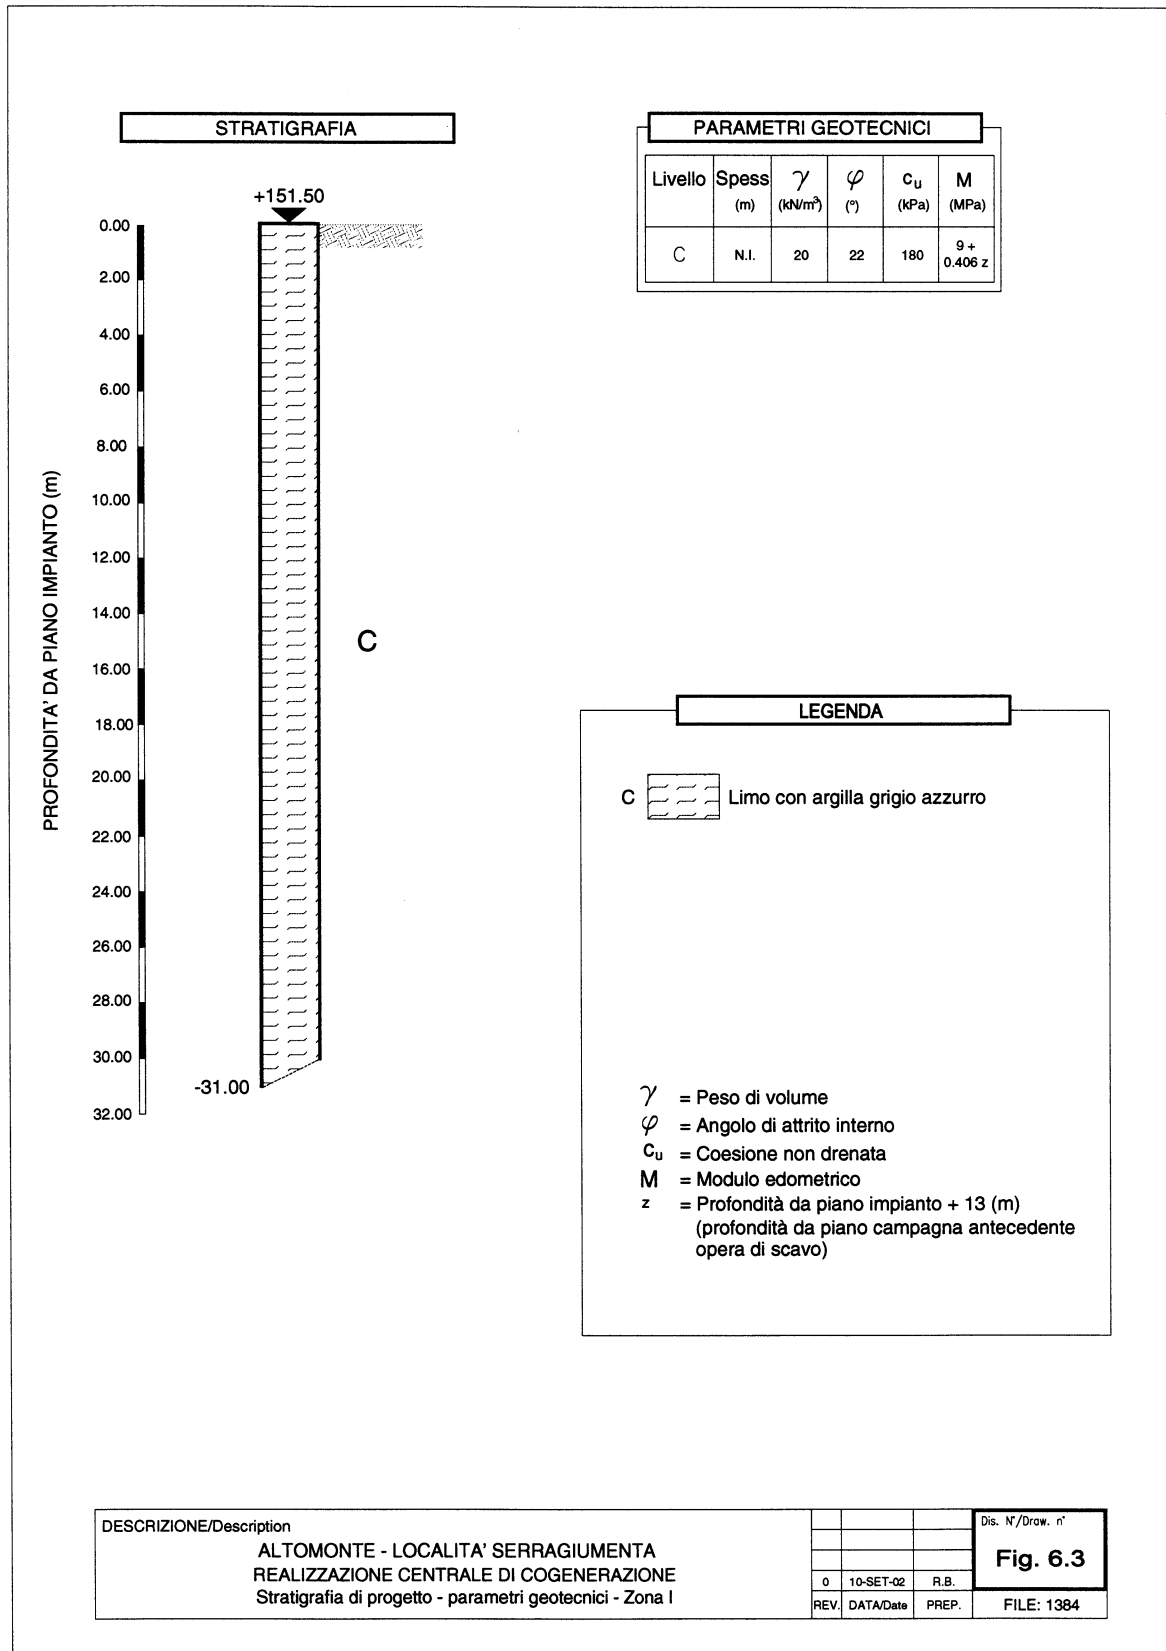 STRATIGRAFIA
+151.50
0.00
2.00
4.00
6.00
8.00
10.00
12.00
14.00
16.00
18.00
20.00
22.00
24.00
26.00
28.00
30.00
32.00
PROFONDITA' DA PIANO IMPIANTO (m)
C
-31.00
PARAMETRI GEOTECNICI
Livello Spess γ φ cu M
(m) (kN/m³) (°) (kPa) (MPa)
C N.I. 20 22 180 9 +
0.406 z
LEGENDA
C Limo con argilla grigio azzurro
γ = Peso di volume
φ = Angolo di attrito interno
Cu = Coesione non drenata
M = Modulo edometrico
z = Profondità da piano impianto + 13 (m)
(profondità da piano campagna antecedente
opera di scavo)
DESCRIZIONE/Description
ALTOMONTE - LOCALITA' SERRAGIUMENTA
REALIZZAZIONE CENTRALE DI COGENERAZIONE
Stratigrafia di progetto - parametri geotecnici - Zona I
0 10-SET-02 R.B.
REV. DATA/Date PREP.
Dis. N°/Draw. n°
Fig. 6.3
FILE: 1384